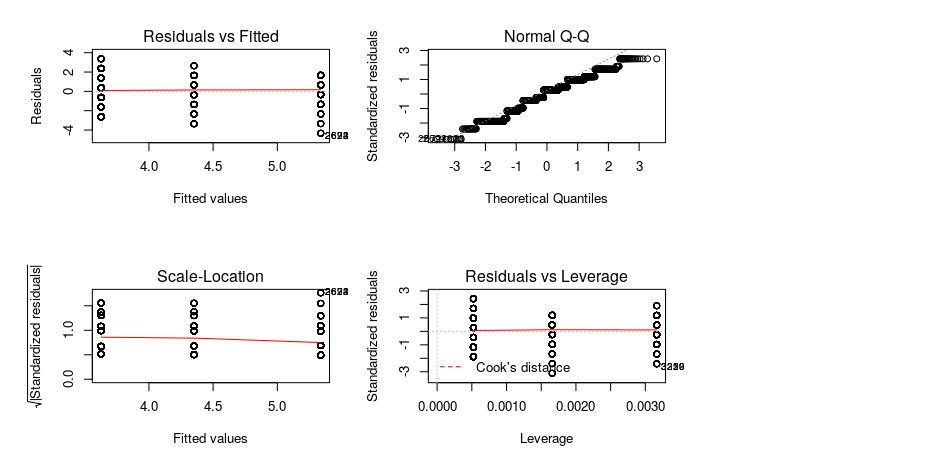 Residuals vs Fitted
Residuals
4
2
0
-4
4.0 4.5 5.0
Fitted values
Normal Q-Q
Standardized residuals
3
1
-1
-3
-3 -2 -1 0 1 2 3
Theoretical Quantiles
Scale-Location
√|Standardized residuals|
1.0
0.0
4.0 4.5 5.0
Fitted values
Residuals vs Leverage
Standardized residuals
3
1
-1
-3
Cook's distance
0.0000 0.0010 0.0020 0.0030
Leverage